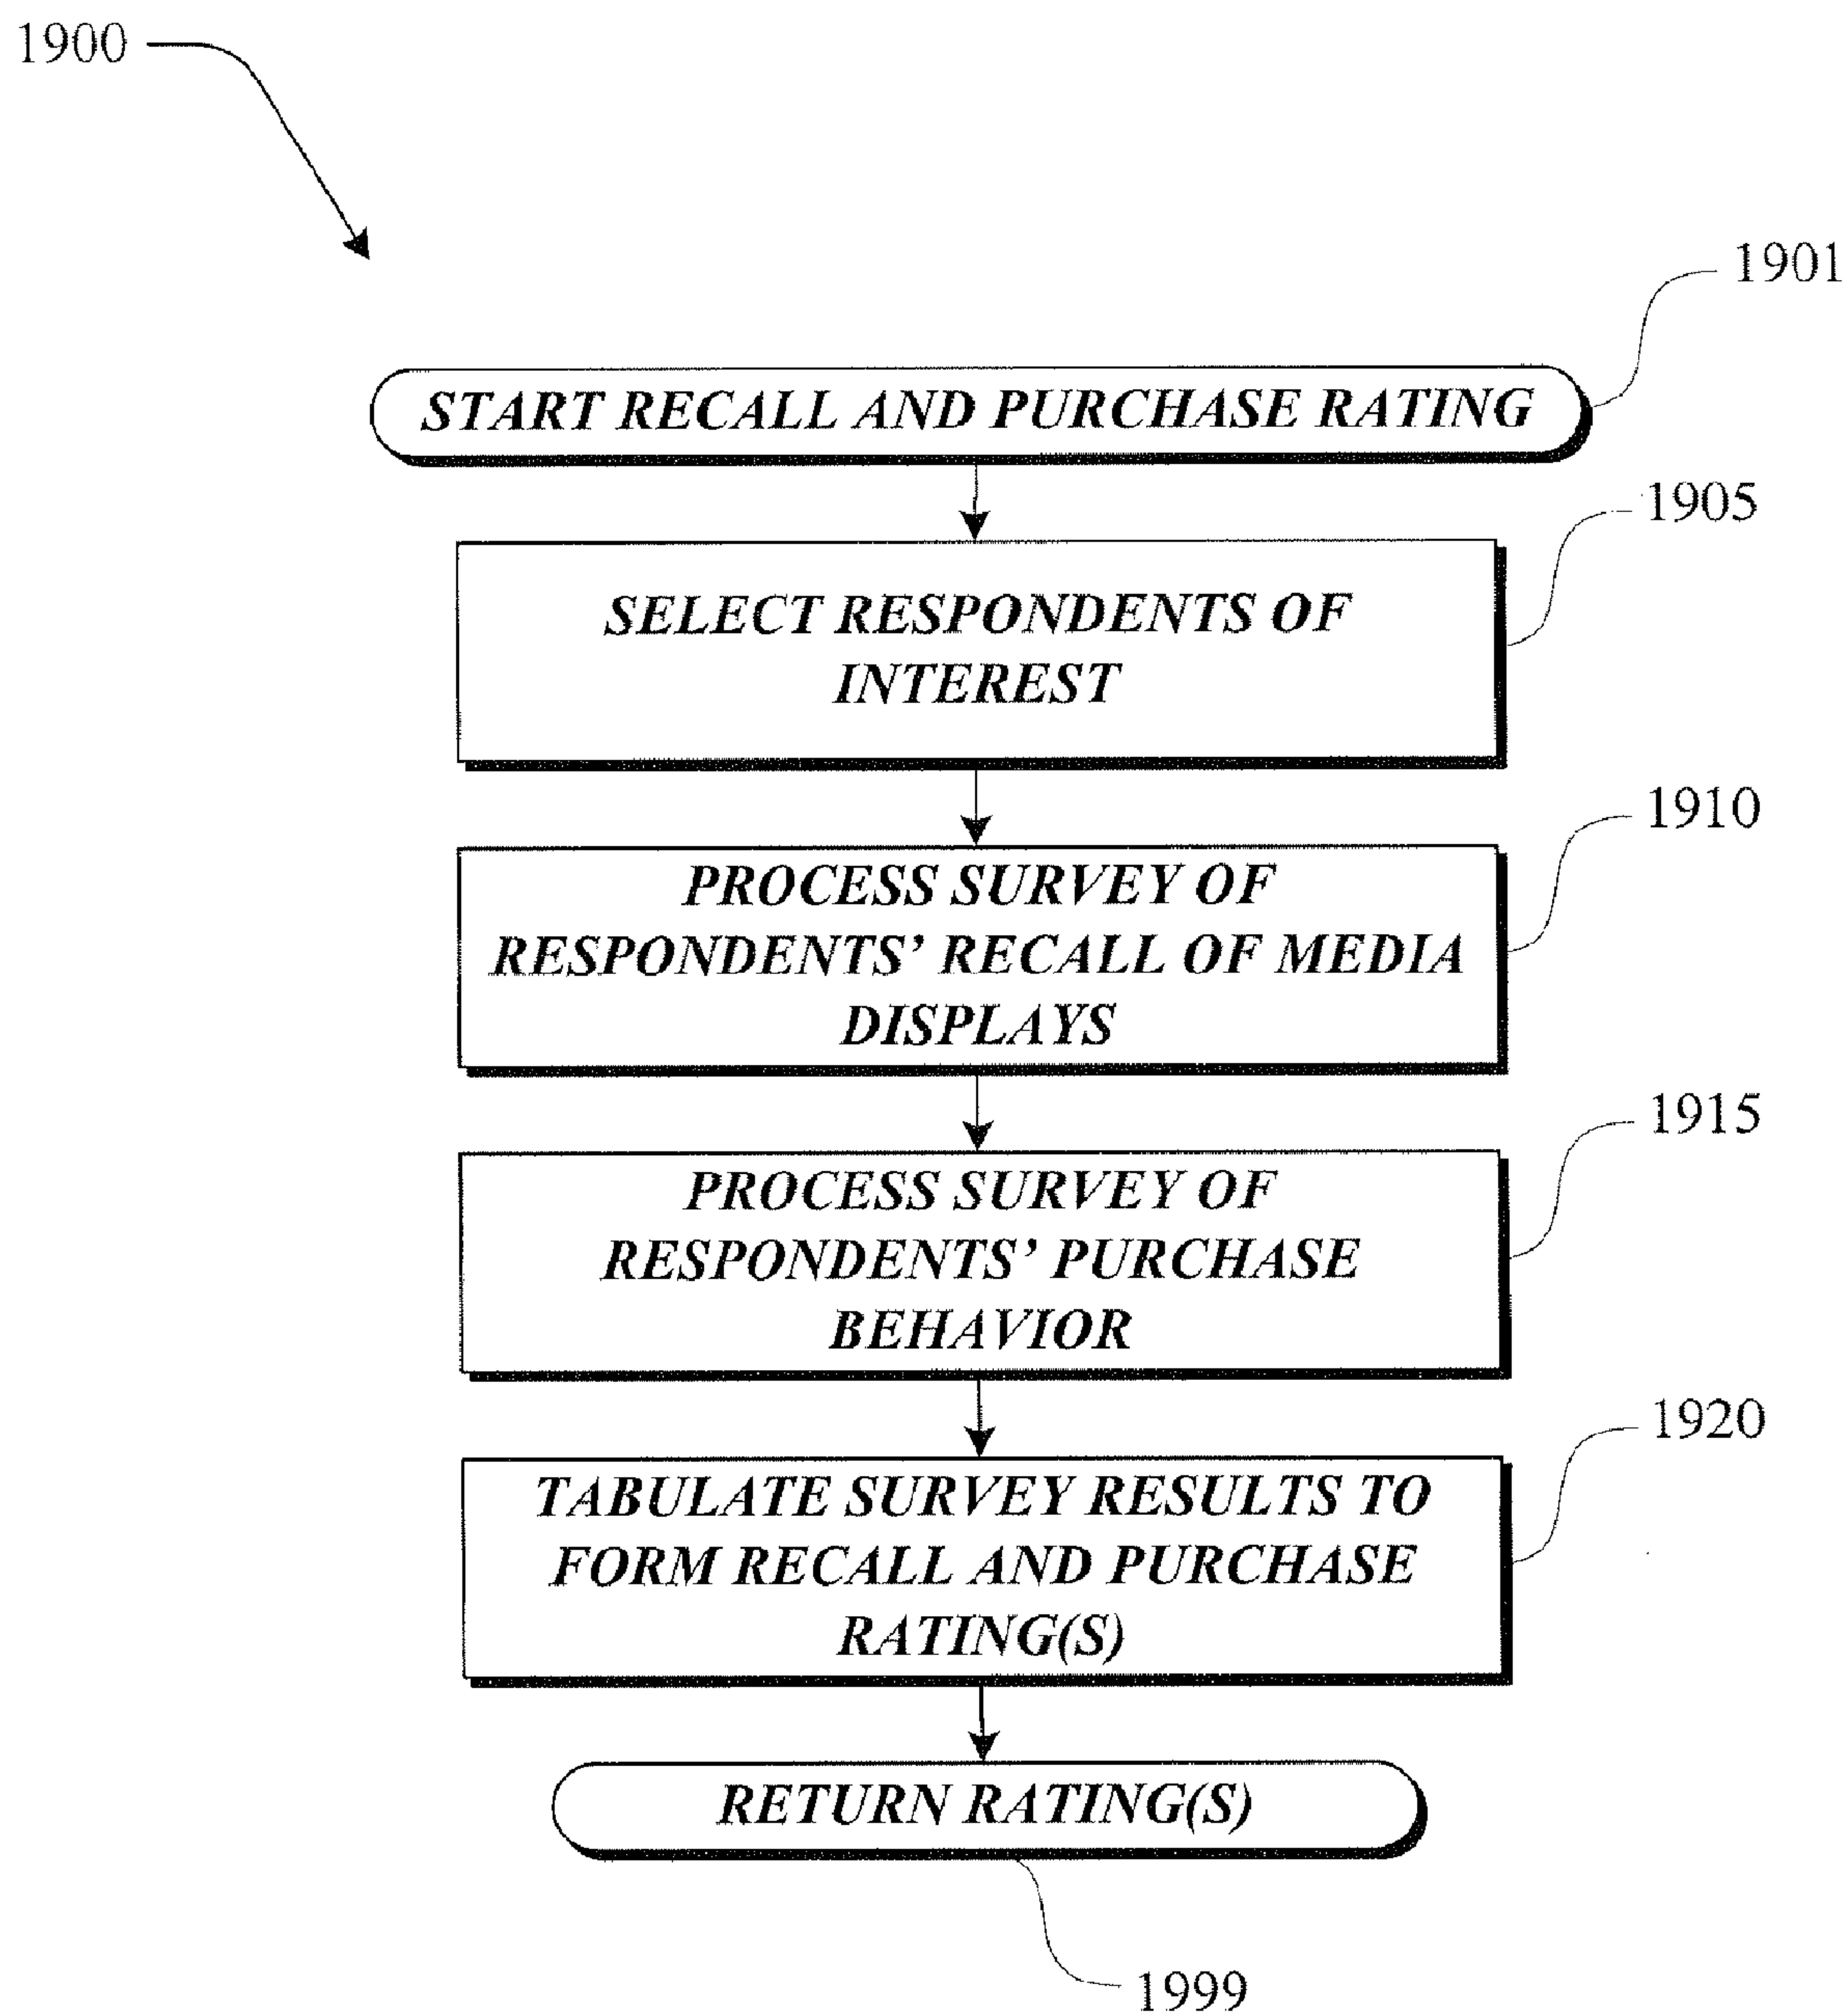 1900
1901
START RECALL AND PURCHASE RATING
1905
SELECT RESPONDENTS OF
INTEREST
1910
PROCESS SURVEY OF
RESPONDENTS’ RECALL OF MEDIA
DISPLAYS
1915
PROCESS SURVEY OF
RESPONDENTS’ PURCHASE
BEHAVIOR
1920
TABULATE SURVEY RESULTS TO
FORM RECALL AND PURCHASE
RATING(S)
RETURN RATING(S)
1999